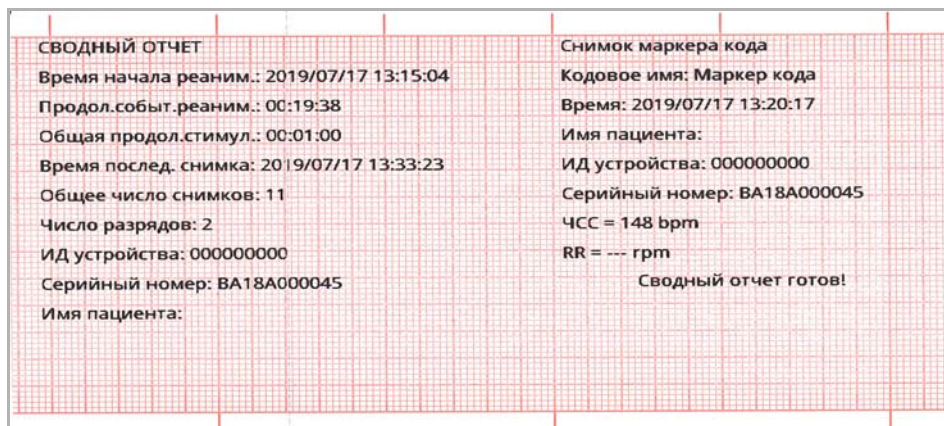 СВОДНЫЙ ОТЧЕТ
Время начала реаним.: 2019/07/17 13:15:04
Продол.событ.реаним.: 00:19:38
Общая продол.стимул.: 00:01:00
Время послед. снимка: 2019/07/17 13:33:23
Общее число снимков: 11
Число разрядов: 2
ИД устройства: 000000000
Серийный номер: BA18A000045
Имя пациента:
Снимок маркера кода
Кодовое имя: Маркер кода
Время: 2019/07/17 13:20:17
Имя пациента:
ИД устройства: 000000000
Серийный номер: BA18A000045
ЧСС = 148 bpm
RR = --- rpm
Сводный отчет готов!